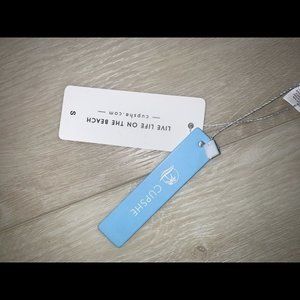 LIVE LIFE ON THE BEACH
— cupshe.com —
S
CUPSHE